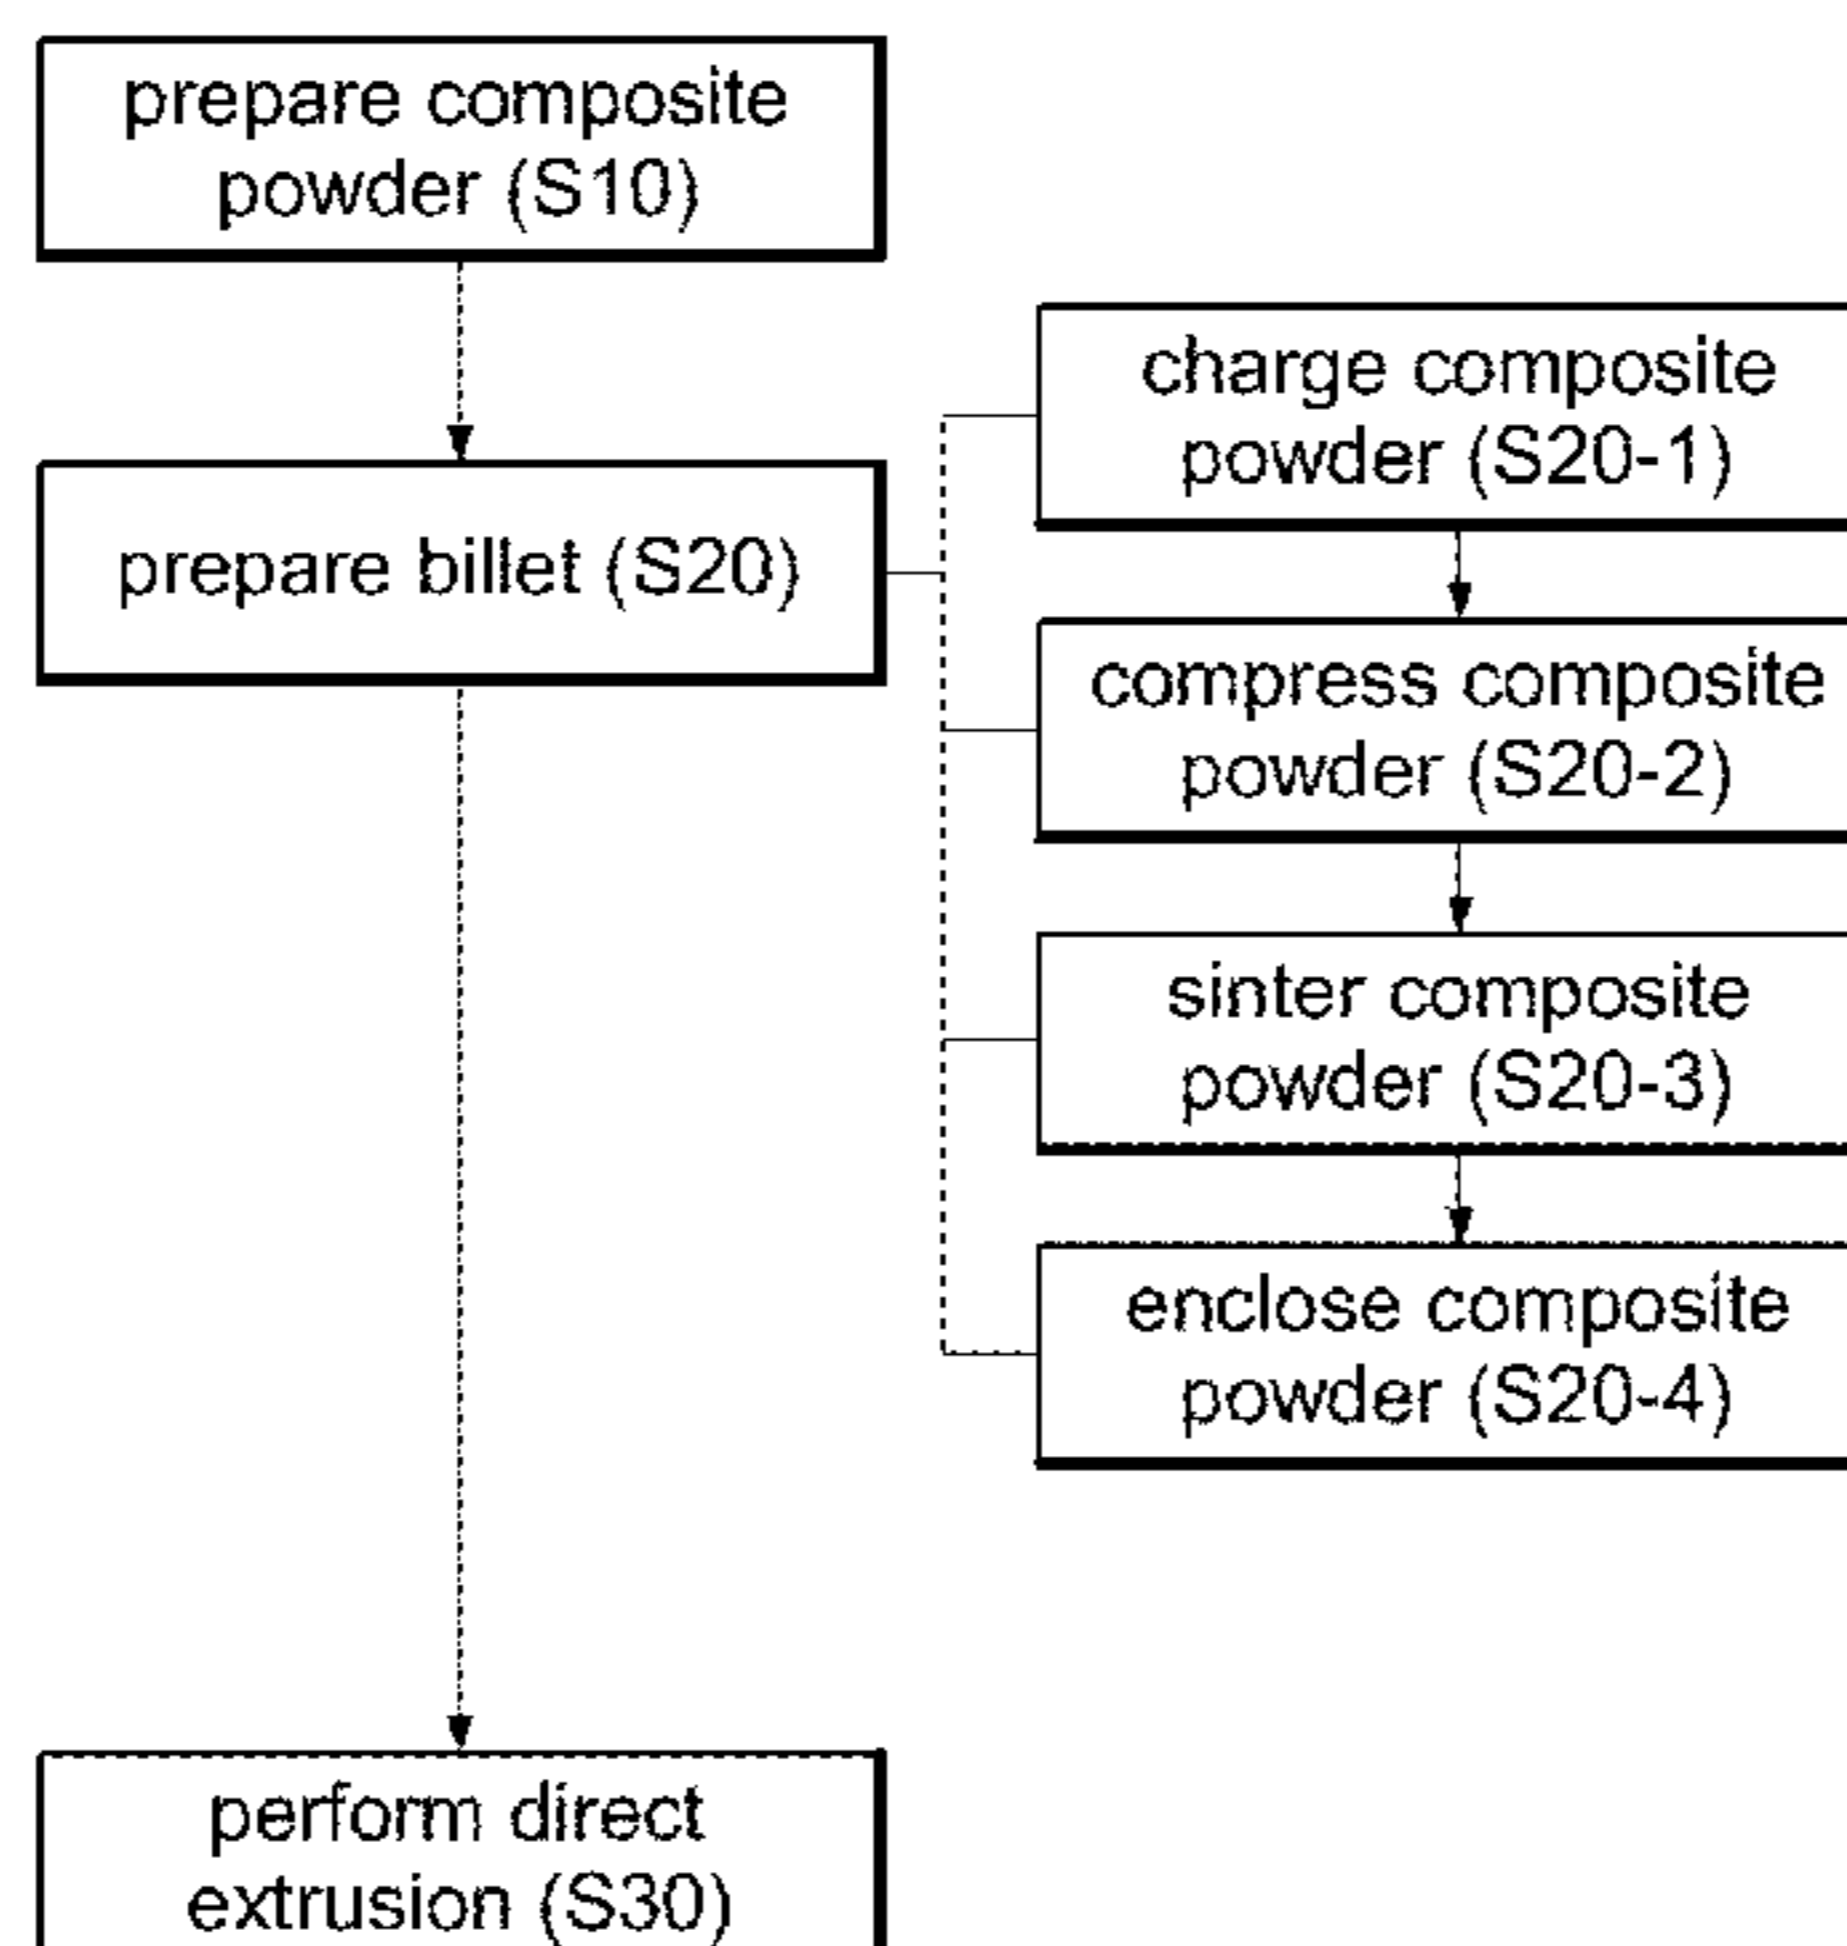 prepare composite
powder (S10)
prepare billet (S20)
charge composite
powder (S20-1)
compress composite
powder (S20-2)
sinter composite
powder (S20-3)
enclose composite
powder (S20-4)
perform direct
extrusion (S30)